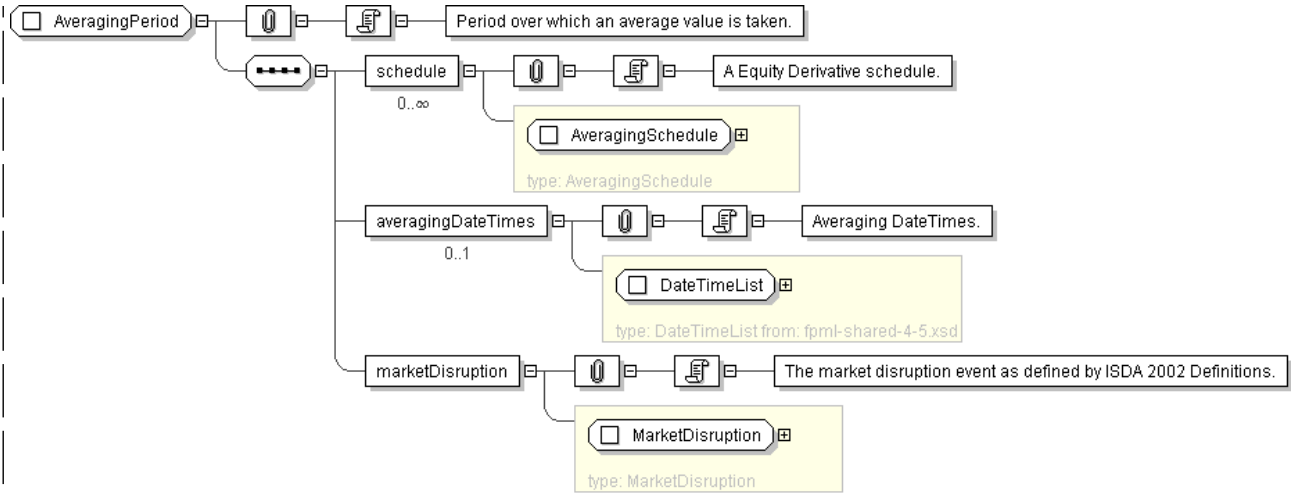 AveragingPeriod
Period over which an average value is taken.
schedule
A Equity Derivative schedule.
0..∞
AveragingSchedule
type: AveragingSchedule
averagingDateTimes
Averaging DateTimes.
0..1
DateTimeList
type: DateTimeList from: fpml-shared-4-5.xsd
marketDisruption
The market disruption event as defined by ISDA 2002 Definitions.
MarketDisruption
type: MarketDisruption